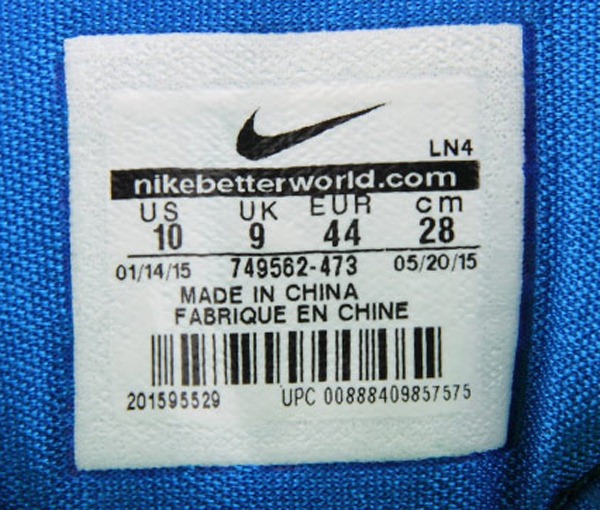 LN4
nikebetterworld.com
US UK EUR cm
10 9 44 28
01/14/15 749562-473 05/20/15
MADE IN CHINA
FABRIQUE EN CHINE
201595529 UPC 00888409857575